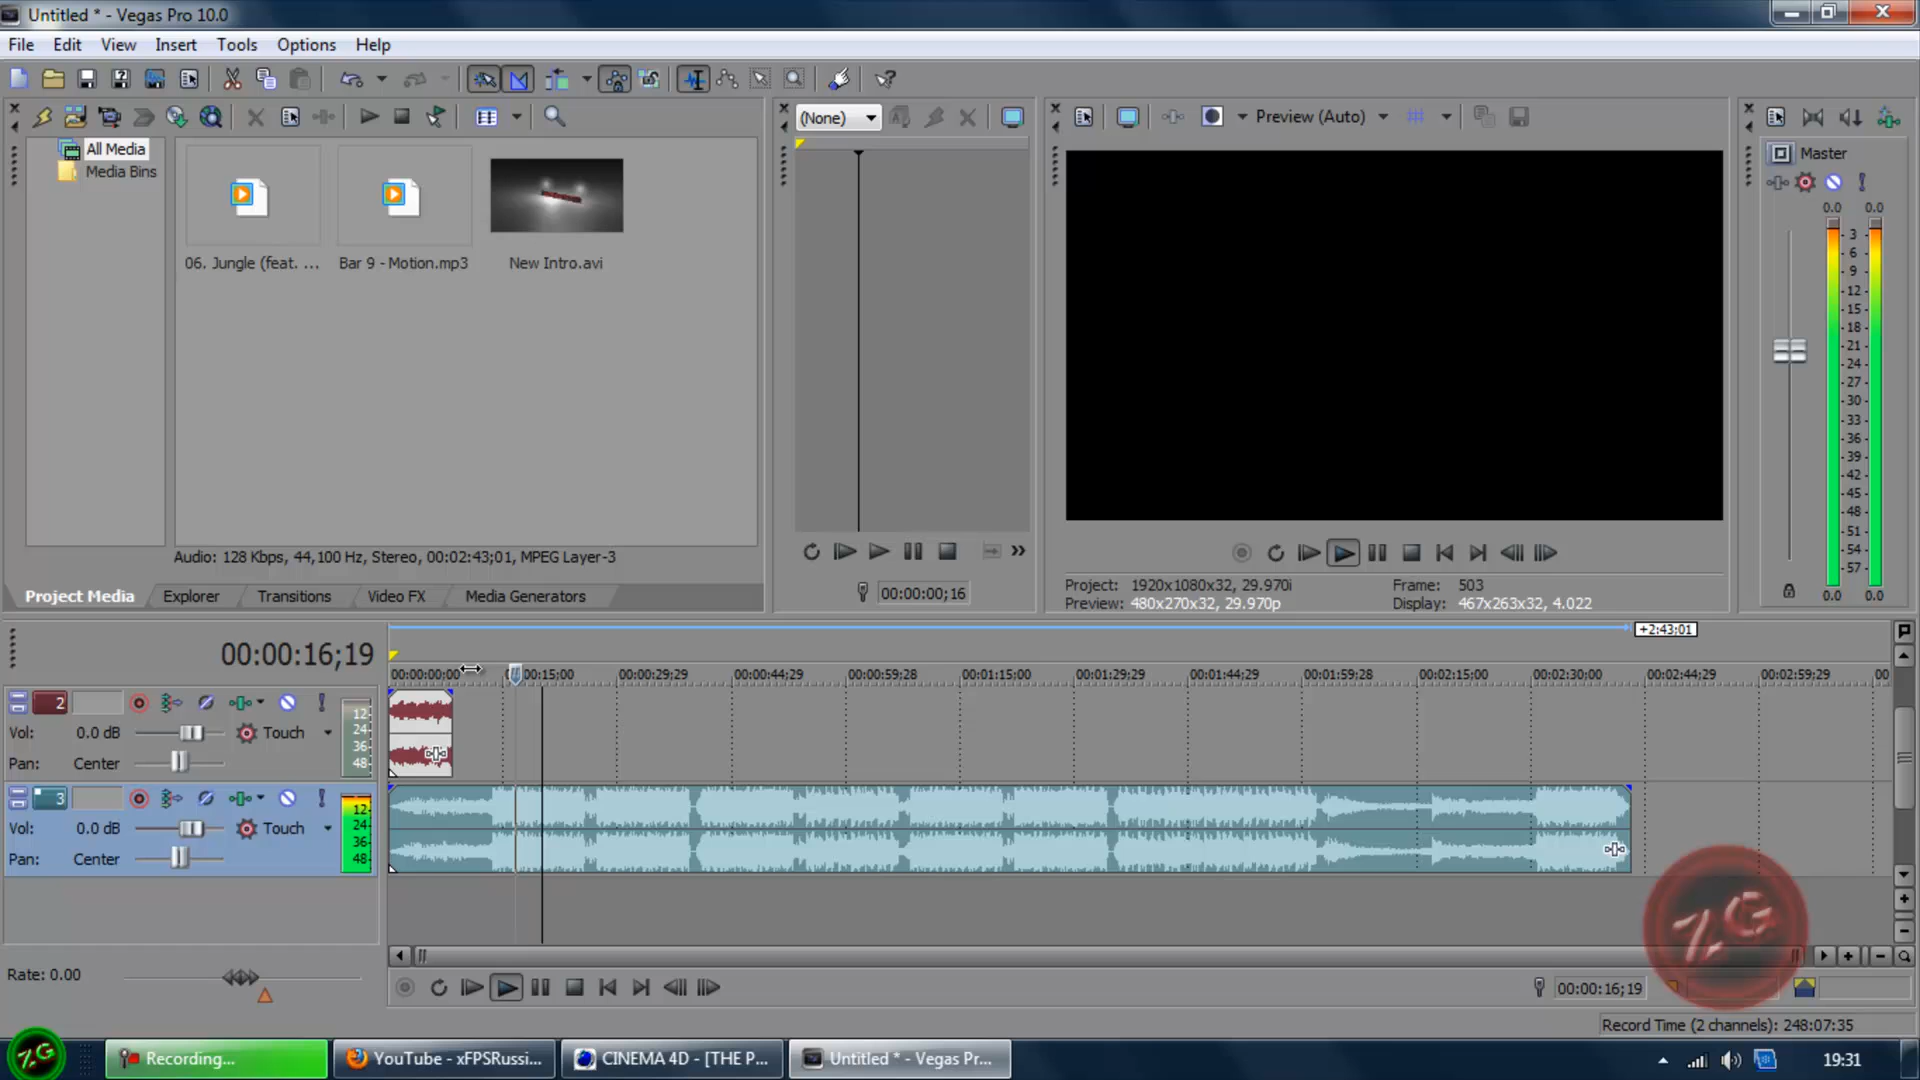 Untitled * - Vegas Pro 10.0
File Edit View Insert Tools Options Help
(None)
Preview (Auto)
All Media
Media Bins
06. Jungle (feat. ...
Bar 9 - Motion.mp3
New Intro.avi
Audio: 128 Kbps, 44,100 Hz, Stereo, 00:02:43;01, MPEG Layer-3
Project Media Explorer Transitions Video FX Media Generators
00:00:00;16
Project: 1920x1080x32, 29.970i
Frame: 503
Preview: 480x270x32, 29.970p
Display: 467x263x32, 4.022
Master
0.0 0.0
3
6
9
12
15
18
21
24
27
30
33
36
39
42
45
48
51
54
57
0.0 0.0
+2:43;01
00:00:16;19
00:00:00;00 00:15;00 00:00:29;29 00:00:44;29 00:00:59;28 00:01:15;00 00:01:29;29 00:01:44;29 00:01:59;28 00:02:15;00 00:02:30;00 00:02:44;29 00:02:59;29 00
2
12
24
36
48
Vol: 0.0 dB Touch
Pan: Center
3
12
24
36
48
Vol: 0.0 dB Touch
Pan: Center
Rate: 0.00
00:00:16;19
Record Time (2 channels): 248:07:35
ZG
ZG
Recording...
YouTube - xFPSRussi...
CINEMA 4D - [THE P...
Untitled * - Vegas Pr...
19:31